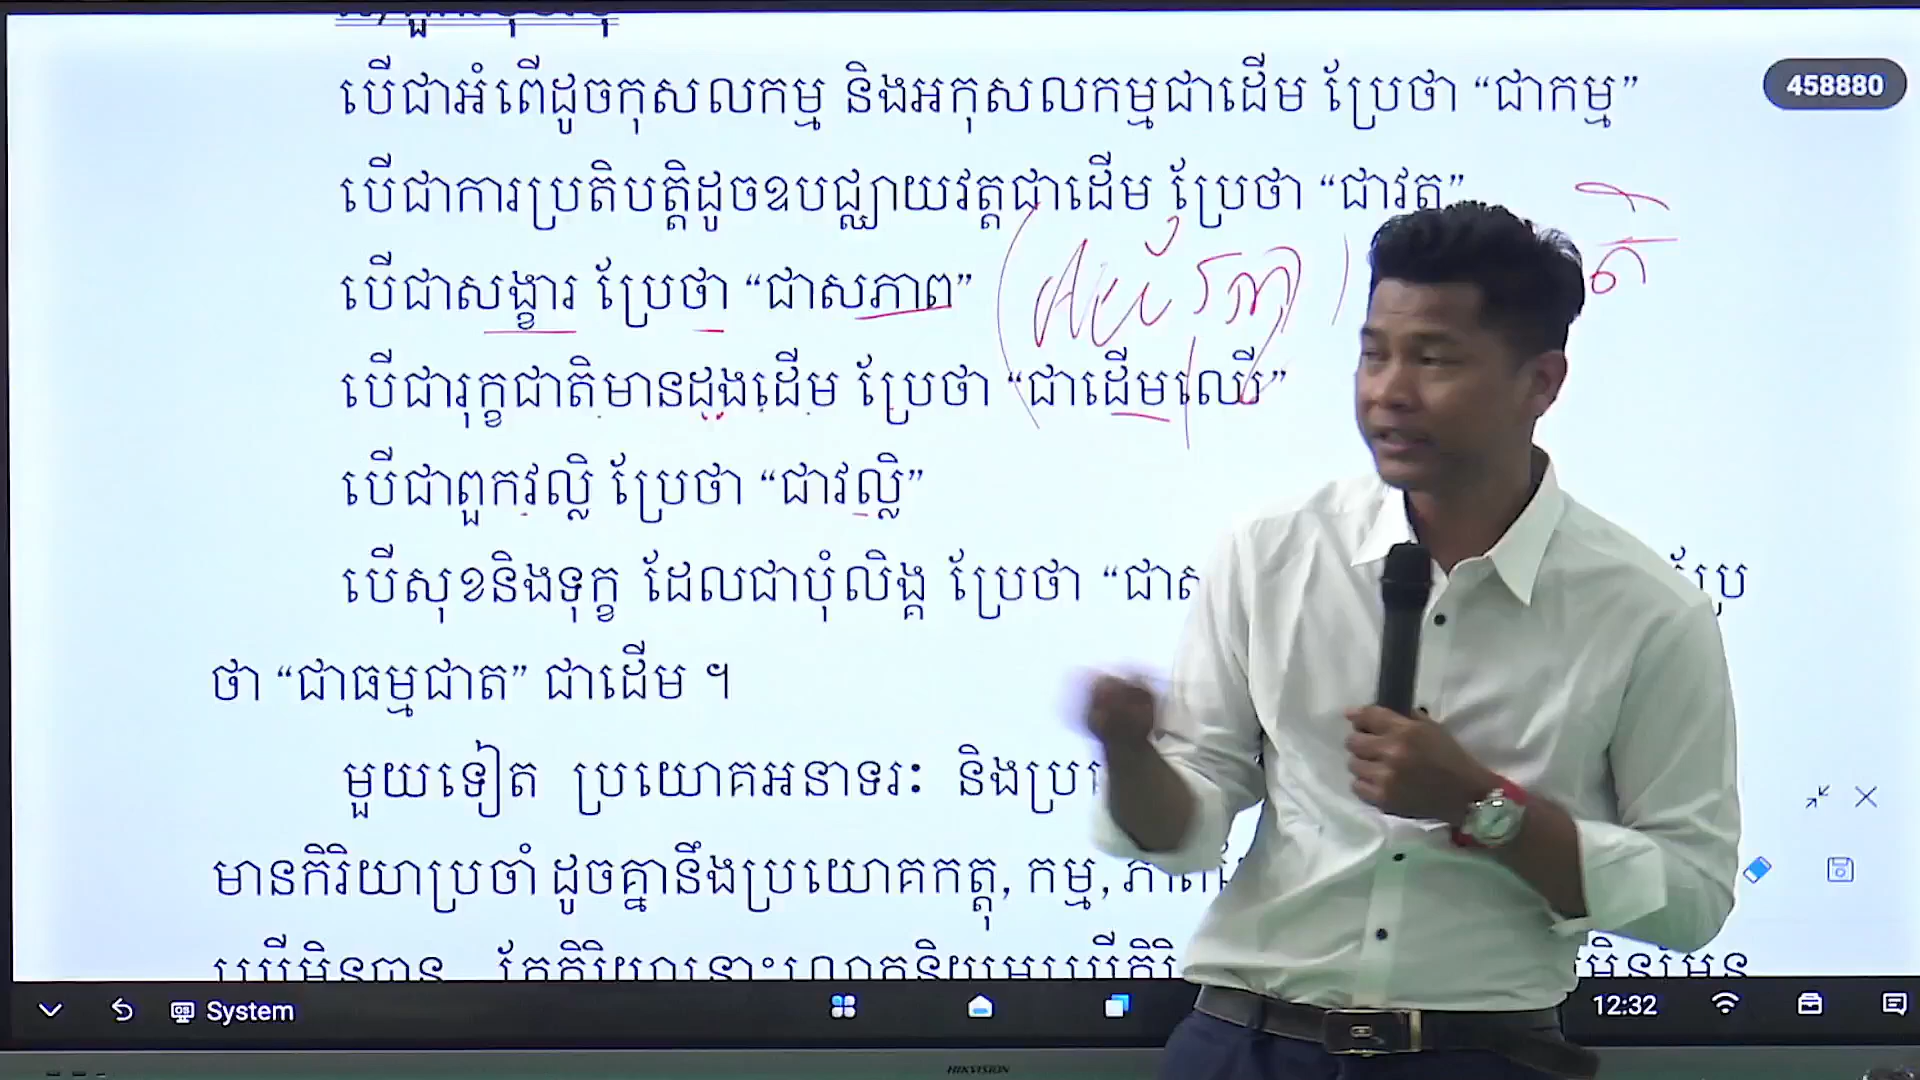 បើជាអំពើដូចកុសលកម្ម និងអកុសលកម្មជាដើម ប្រែថា “ជាកម្ម”
458880
បើជាការប្រតិបត្តិដូចឧបជ្ឈាយវត្តជាដើម ប្រែថា “ជាវត្ត”
បើជាសង្ខារ ប្រែថា “ជាសភាព”
បើជារុក្ខជាតិមានដូងដើម ប្រែថា “ជាដើមឈើ”
បើជាពួកវល្លិ ប្រែថា “ជាវល្លិ”
បើសុខនិងទុក្ខ ដែលជាបុំលិង្គ ប្រែថា “ជាស ប្រែ
ថា “ជាធម្មជាត” ជាដើម ។
មួយទៀត ប្រយោគអនាទរៈ និងប្រ
មានកិរិយាប្រចាំ ដូចគ្នានឹងប្រយោគកត្តុ, កម្ម,
System
12:32
HIKVISION